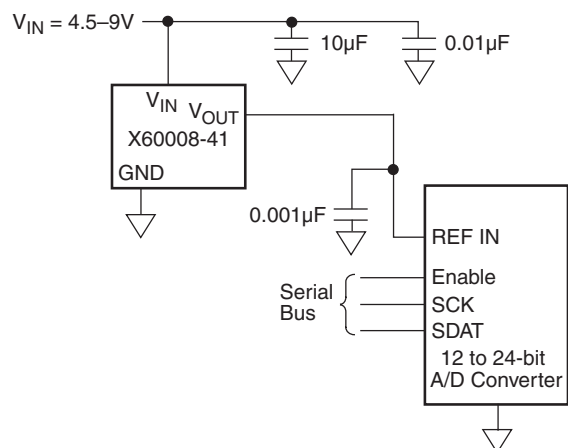 V_IN = 4.5–9V
10µF
0.01µF
V_IN
V_OUT
X60008-41
GND
0.001µF
REF IN
Enable
Serial
Bus
SCK
SDAT
12 to 24-bit
A/D Converter